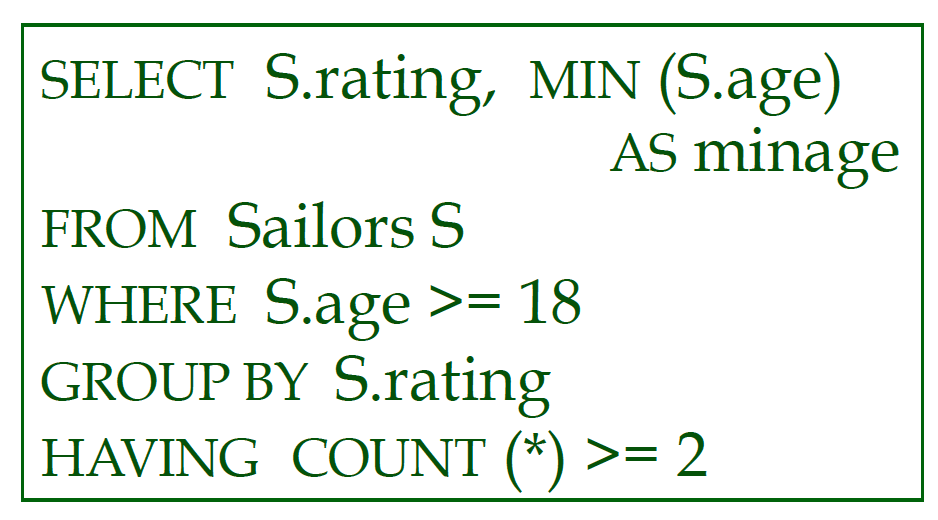 SELECT S.rating, MIN (S.age)
AS minage
FROM Sailors S
WHERE S.age >= 18
GROUP BY S.rating
HAVING COUNT (*) >= 2